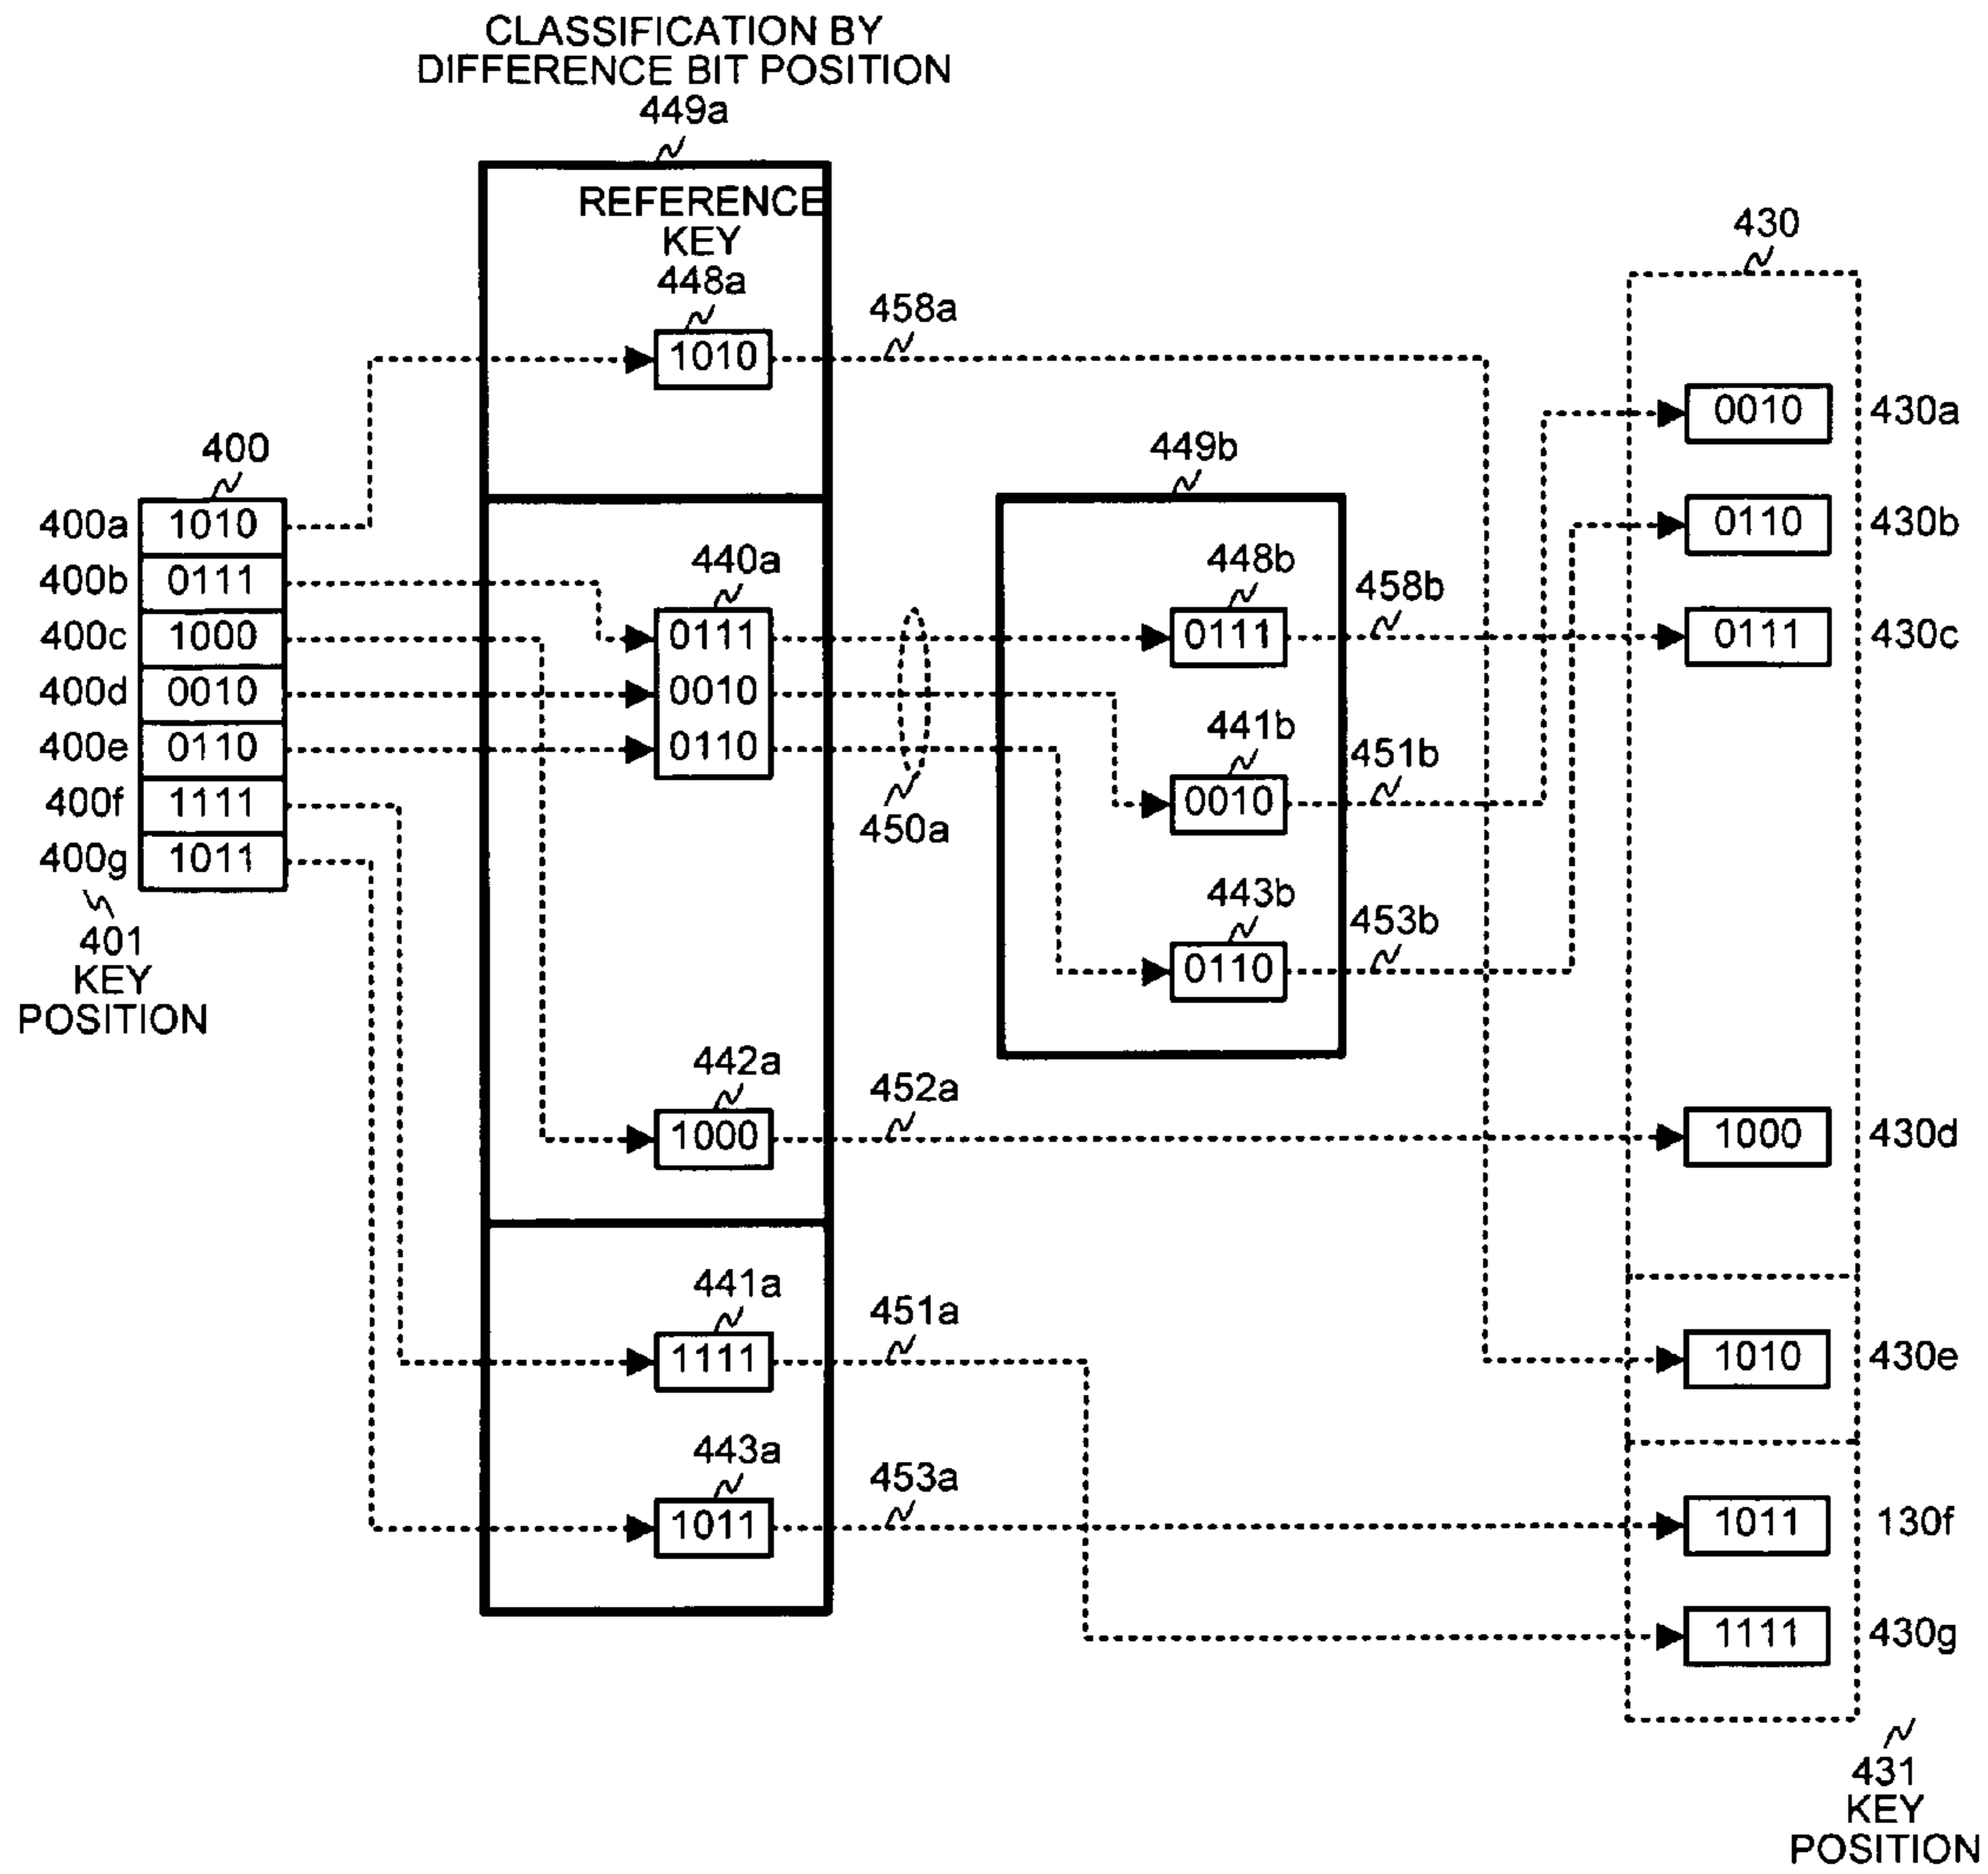 CLASSIFICATION BY
DIFFERENCE BIT POSITION
449a
REFERENCE
KEY
448a
1010
458a
430
0010 430a
449b
400
400a 1010
0110 430b
400b 0111
440a
448b
458b
400c 1000
0111
0111
0111 430c
400d 0010
0010
441b
451b
400e 0110
0110
400f 1111
450a
0010
400g 1011
443b
453b
401
KEY
POSITION
0110
442a
452a
1000
1000 430d
441a
451a
1111
1010 430e
443a
453a
1011
1011 130f
1111 430g
431
KEY
POSITION